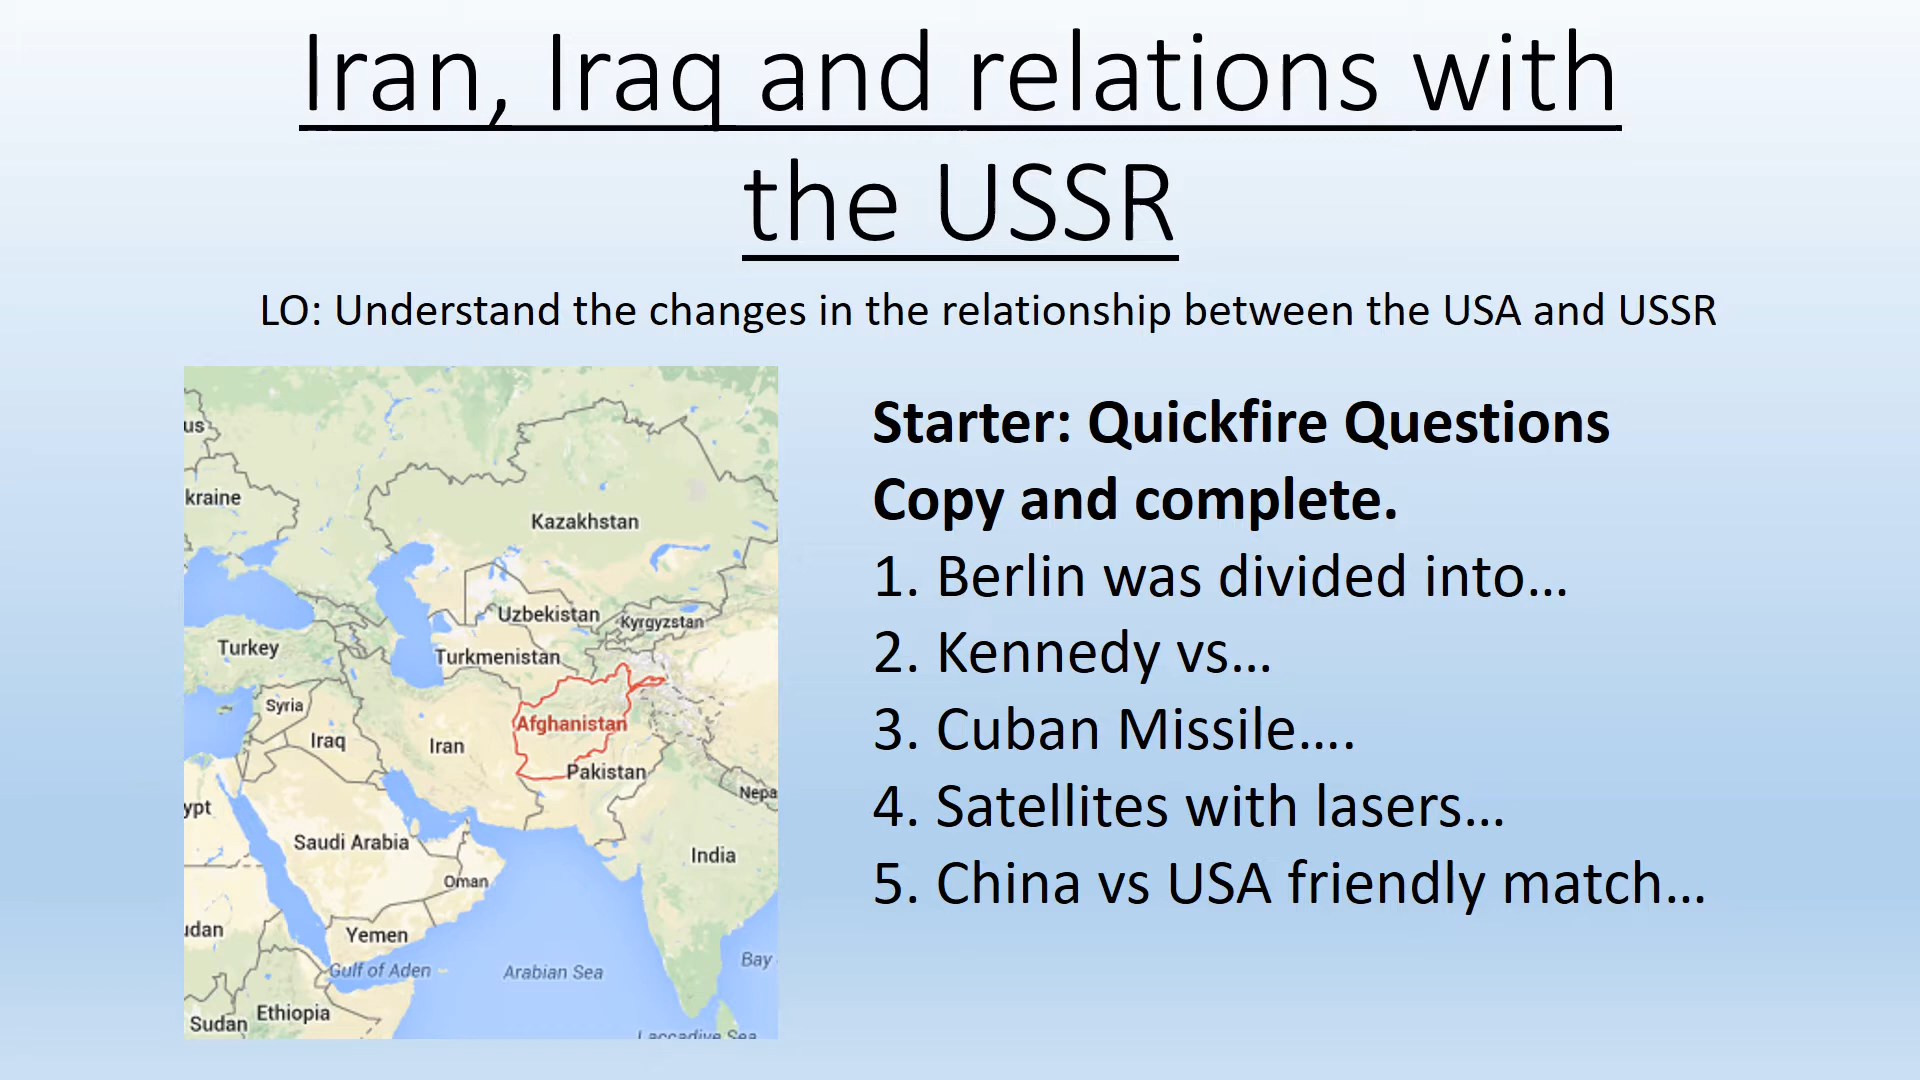 Iran, Iraq and relations with
the USSR
LO: Understand the changes in the relationship between the USA and USSR
Starter: Quickfire Questions
Copy and complete.
1. Berlin was divided into...
2. Kennedy vs...
3. Cuban Missile....
4. Satellites with lasers...
5. China vs USA friendly match...
us
kraine
Kazakhstan
Uzbekistan
Kyrgyzstan
Turkey
Turkmenistan
Syria
Afghanistan
Iraq
Iran
Pakistan
Nepa
ypt
Saudi Arabia
India
Oman
udan
Yemen
Bay
Gulf of Aden
Arabian Sea
Ethiopia
Sudan
Laccadive Sea